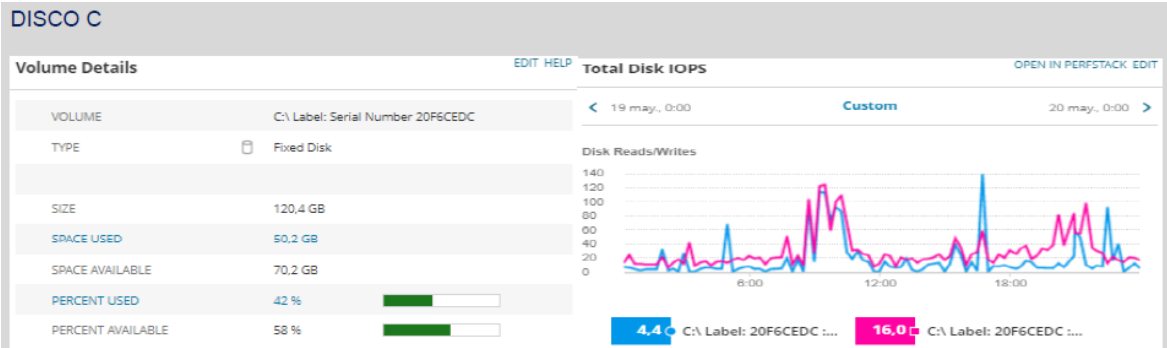 DISCO C
Volume Details
EDIT HELP
VOLUME C:\ Label: Serial Number 20F6CEDC
TYPE Fixed Disk
SIZE 120,4 GB
SPACE USED 50,2 GB
SPACE AVAILABLE 70,2 GB
PERCENT USED 42 %
PERCENT AVAILABLE 58 %
Total Disk IOPS
OPEN IN PERFSTACK EDIT
19 may., 0:00 Custom 20 may., 0:00
Disk Reads/Writes
140
120
100
80
60
40
20
0
6:00 12:00 18:00
4,4 C:\ Label: 20F6CEDC :... 16,0 C:\ Label: 20F6CEDC :...